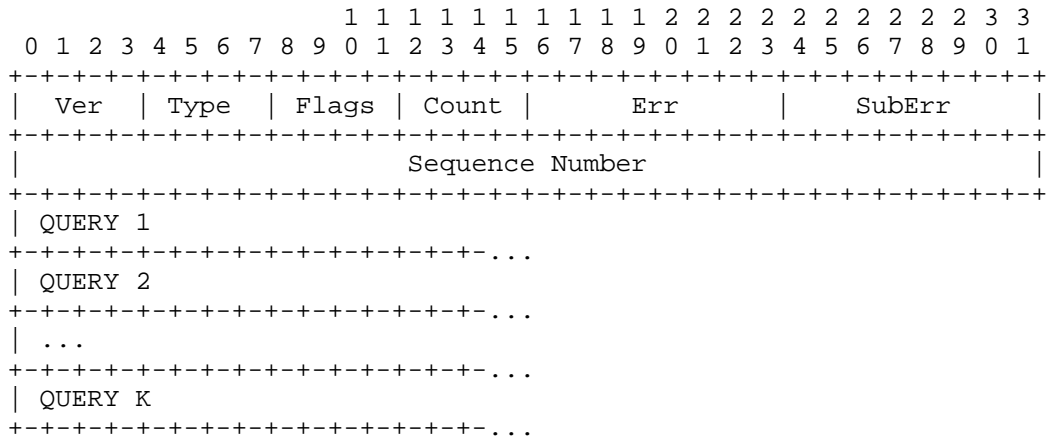 1 1 1 1 1 1 1 1 1 1 2 2 2 2 2 2 2 2 2 2 3 3
 0 1 2 3 4 5 6 7 8 9 0 1 2 3 4 5 6 7 8 9 0 1 2 3 4 5 6 7 8 9 0 1
+-+-+-+-+-+-+-+-+-+-+-+-+-+-+-+-+-+-+-+-+-+-+-+-+-+-+-+-+-+-+-+-+
|  Ver  | Type  | Flags | Count |      Err      |    SubErr     |
+-+-+-+-+-+-+-+-+-+-+-+-+-+-+-+-+-+-+-+-+-+-+-+-+-+-+-+-+-+-+-+-+
|                        Sequence Number                        |
+-+-+-+-+-+-+-+-+-+-+-+-+-+-+-+-+-+-+-+-+-+-+-+-+-+-+-+-+-+-+-+-+
| QUERY 1
+-+-+-+-+-+-+-+-+-+-+-+-+-+-+-...
| QUERY 2
+-+-+-+-+-+-+-+-+-+-+-+-+-+-+-...
| ...
+-+-+-+-+-+-+-+-+-+-+-+-+-+-+-...
| QUERY K
+-+-+-+-+-+-+-+-+-+-+-+-+-+-+-...